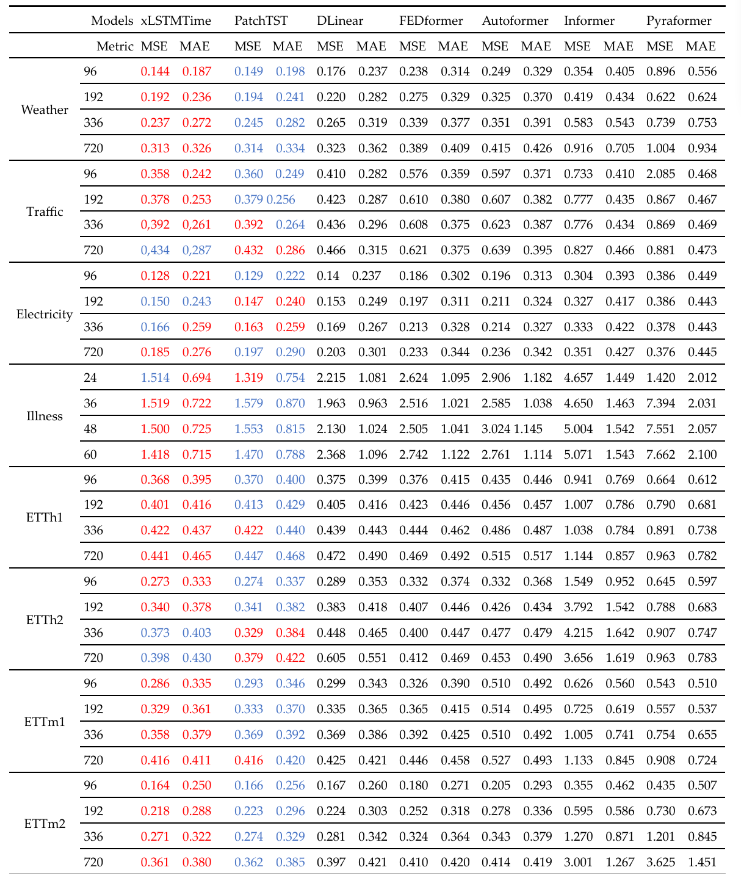 Models xLSTMTime PatchTST DLinear FEDformer Autoformer Informer Pyraformer
Metric MSE MAE MSE MAE MSE MAE MSE MAE MSE MAE MSE MAE MSE MAE
Weather
96 0.144 0.187 0.149 0.198 0.176 0.237 0.238 0.314 0.249 0.329 0.354 0.405 0.896 0.556
192 0.192 0.236 0.194 0.241 0.220 0.282 0.275 0.329 0.325 0.370 0.419 0.434 0.622 0.624
336 0.237 0.272 0.245 0.282 0.265 0.319 0.339 0.377 0.351 0.391 0.583 0.543 0.739 0.753
720 0.313 0.326 0.314 0.334 0.323 0.362 0.389 0.409 0.415 0.426 0.916 0.705 1.004 0.934
Traffic
96 0.358 0.242 0.360 0.249 0.410 0.282 0.576 0.359 0.597 0.371 0.733 0.410 2.085 0.468
192 0.378 0.253 0.379 0.256 0.423 0.287 0.610 0.380 0.607 0.382 0.777 0.435 0.867 0.467
336 0,392 0,261 0.392 0.264 0.436 0.296 0.608 0.375 0.623 0.387 0.776 0.434 0.869 0.469
720 0,434 0,287 0.432 0.286 0.466 0.315 0.621 0.375 0.639 0.395 0.827 0.466 0.881 0.473
Electricity
96 0.128 0.221 0.129 0.222 0.14 0.237 0.186 0.302 0.196 0.313 0.304 0.393 0.386 0.449
192 0.150 0.243 0.147 0.240 0.153 0.249 0.197 0.311 0.211 0.324 0.327 0.417 0.386 0.443
336 0.166 0.259 0.163 0.259 0.169 0.267 0.213 0.328 0.214 0.327 0.333 0.422 0.378 0.443
720 0.185 0.276 0.197 0.290 0.203 0.301 0.233 0.344 0.236 0.342 0.351 0.427 0.376 0.445
Illness
24 1.514 0.694 1.319 0.754 2.215 1.081 2.624 1.095 2.906 1.182 4.657 1.449 1.420 2.012
36 1.519 0.722 1.579 0.870 1.963 0.963 2.516 1.021 2.585 1.038 4.650 1.463 7.394 2.031
48 1.500 0.725 1.553 0.815 2.130 1.024 2.505 1.041 3.024 1.145 5.004 1.542 7.551 2.057
60 1.418 0.715 1.470 0.788 2.368 1.096 2.742 1.122 2.761 1.114 5.071 1.543 7.662 2.100
ETTh1
96 0.368 0.395 0.370 0.400 0.375 0.399 0.376 0.415 0.435 0.446 0.941 0.769 0.664 0.612
192 0.401 0.416 0.413 0.429 0.405 0.416 0.423 0.446 0.456 0.457 1.007 0.786 0.790 0.681
336 0.422 0.437 0.422 0.440 0.439 0.443 0.444 0.462 0.486 0.487 1.038 0.784 0.891 0.738
720 0.441 0.465 0.447 0.468 0.472 0.490 0.469 0.492 0.515 0.517 1.144 0.857 0.963 0.782
ETTh2
96 0.273 0.333 0.274 0.337 0.289 0.353 0.332 0.374 0.332 0.368 1.549 0.952 0.645 0.597
192 0.340 0.378 0.341 0.382 0.383 0.418 0.407 0.446 0.426 0.434 3.792 1.542 0.788 0.683
336 0.373 0.403 0.329 0.384 0.448 0.465 0.400 0.447 0.477 0.479 4.215 1.642 0.907 0.747
720 0.398 0.430 0.379 0.422 0.605 0.551 0.412 0.469 0.453 0.490 3.656 1.619 0.963 0.783
ETTm1
96 0.286 0.335 0.293 0.346 0.299 0.343 0.326 0.390 0.510 0.492 0.626 0.560 0.543 0.510
192 0.329 0.361 0.333 0.370 0.335 0.365 0.365 0.415 0.514 0.495 0.725 0.619 0.557 0.537
336 0.358 0.379 0.369 0.392 0.369 0.386 0.392 0.425 0.510 0.492 1.005 0.741 0.754 0.655
720 0.416 0.411 0.416 0.420 0.425 0.421 0.446 0.458 0.527 0.493 1.133 0.845 0.908 0.724
ETTm2
96 0.164 0.250 0.166 0.256 0.167 0.260 0.180 0.271 0.205 0.293 0.355 0.462 0.435 0.507
192 0.218 0.288 0.223 0.296 0.224 0.303 0.252 0.318 0.278 0.336 0.595 0.586 0.730 0.673
336 0.271 0.322 0.274 0.329 0.281 0.342 0.324 0.364 0.343 0.379 1.270 0.871 1.201 0.845
720 0.361 0.380 0.362 0.385 0.397 0.421 0.410 0.420 0.414 0.419 3.001 1.267 3.625 1.451